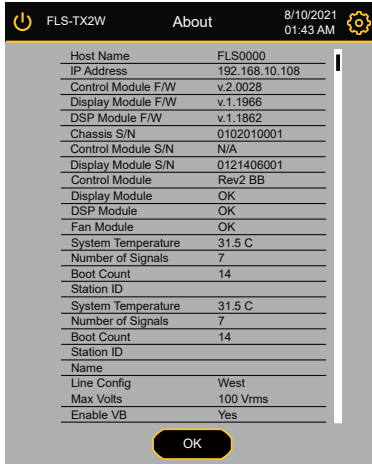 FLS-TX2W About 8/10/2021
01:43 AM
Host Name FLS0000
IP Address 192.168.10.108
Control Module F/W v.2.0028
Display Module F/W v.1.1966
DSP Module F/W v.1.1862
Chassis S/N 0102010001
Control Module S/N N/A
Display Module S/N 0121406001
Control Module Rev2 BB
Display Module OK
DSP Module OK
Fan Module OK
System Temperature 31.5 C
Number of Signals 7
Boot Count 14
Station ID
System Temperature 31.5 C
Number of Signals 7
Boot Count 14
Station ID
Name
Line Config West
Max Volts 100 Vrms
Enable VB Yes
OK